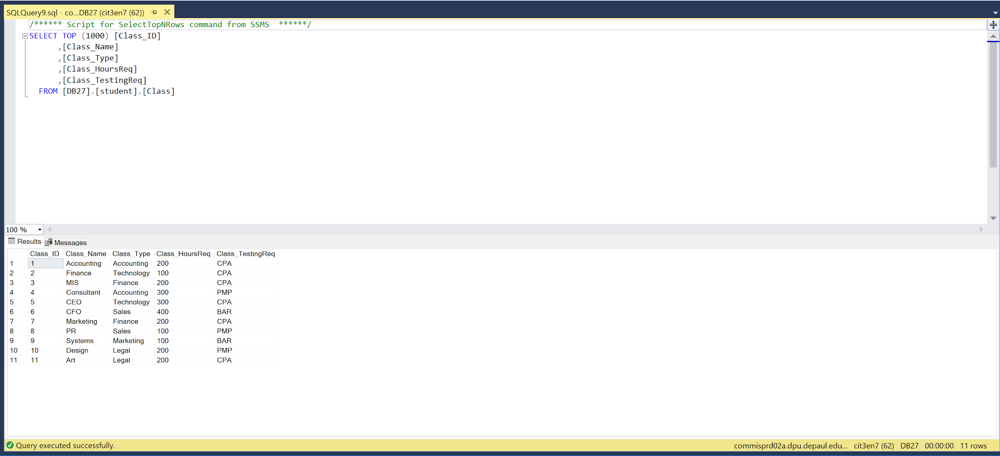 SQLQuery9.sql - co...DB27 (cit3en7 (62))
/****** Script for SelectTopNRows command from SSMS  ******/
SELECT TOP (1000) [Class_ID]
      ,[Class_Name]
      ,[Class_Type]
      ,[Class_HoursReq]
      ,[Class_TestingReq]
  FROM [DB27].[student].[Class]
100 %
Results Messages
Class_ID Class_Name Class_Type Class_HoursReq Class_TestingReq
1 1 Accounting Accounting 200 CPA
2 2 Finance Technology 100 CPA
3 3 MIS Finance 200 CPA
4 4 Consultant Accounting 300 PMP
5 5 CEO Technology 300 CPA
6 6 CFO Sales 400 BAR
7 7 Marketing Finance 200 CPA
8 8 PR Sales 100 PMP
9 9 Systems Marketing 100 BAR
10 10 Design Legal 200 PMP
11 11 Art Legal 200 CPA
Query executed successfully. commisprd02a.dpu.depaul.edu... cit3en7 (62) DB27 00:00:00 11 rows